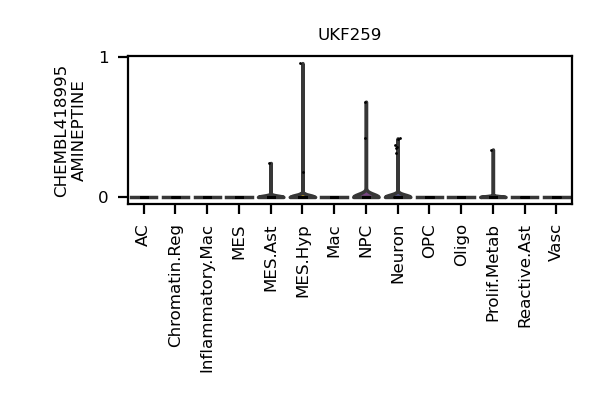 UKF259
CHEMBL418995
AMINEPTINE
1
0
AC
Chromatin.Reg
Inflammatory.Mac
MES
MES.Ast
MES.Hyp
Mac
NPC
Neuron
OPC
Oligo
Prolif.Metab
Reactive.Ast
Vasc